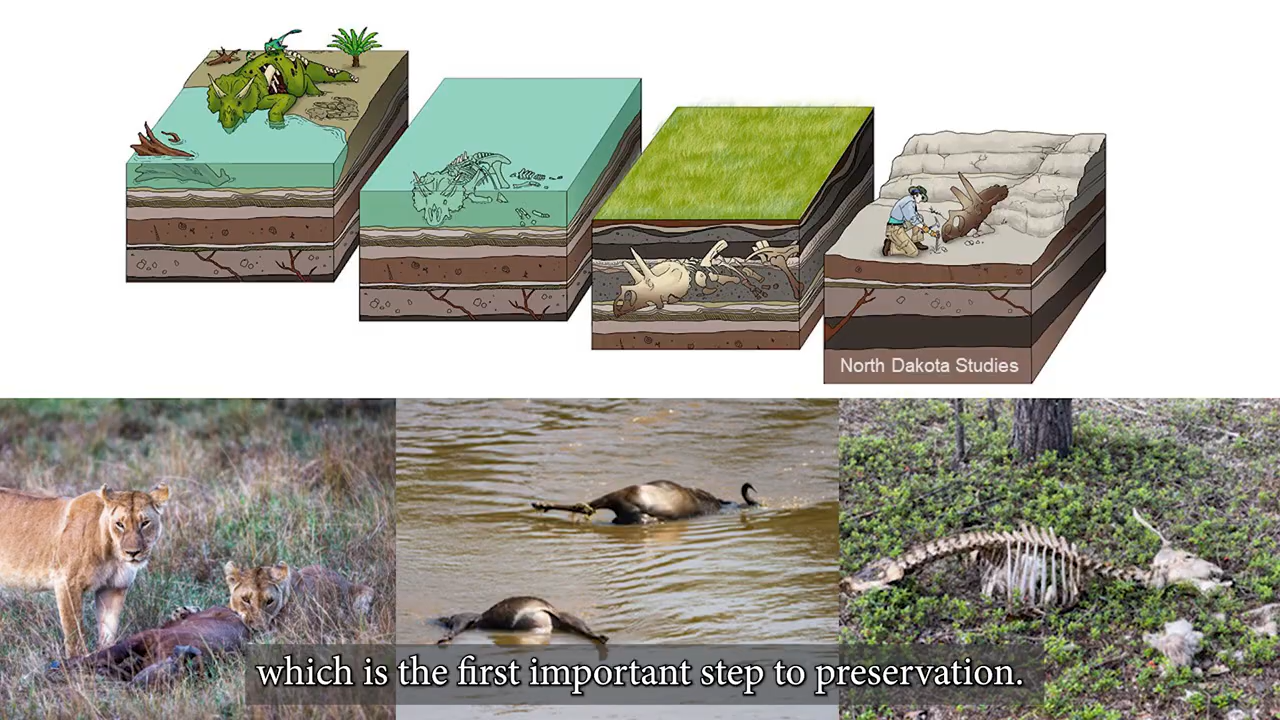 North Dakota Studies
which is the first important step to preservation.